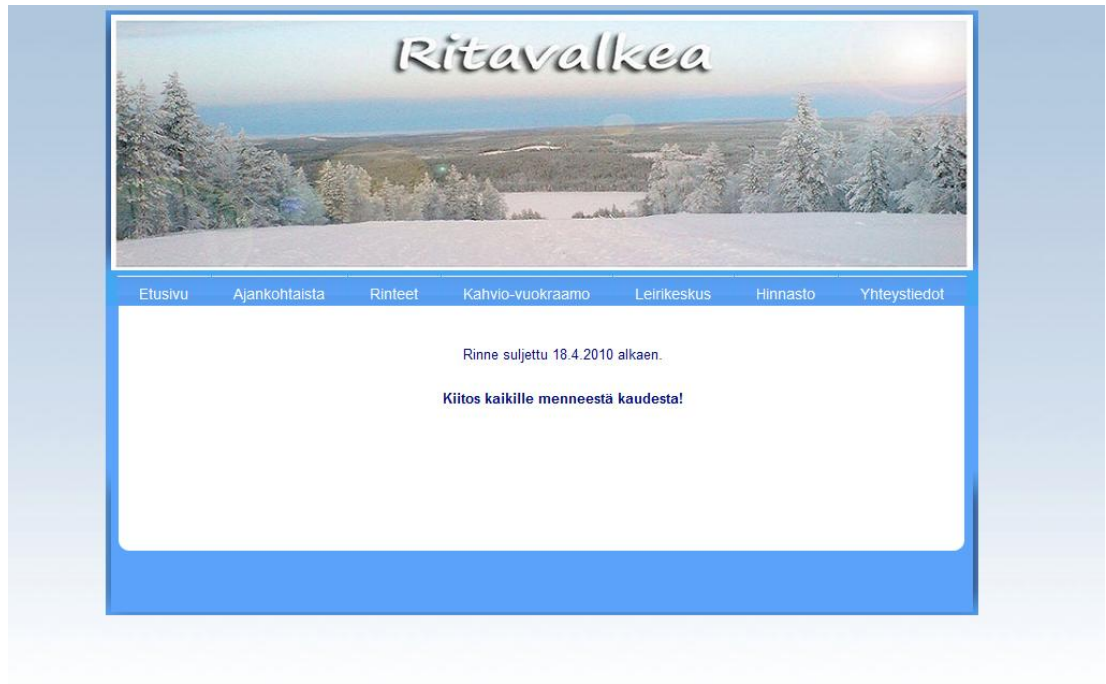 Ritavalkea
Etusivu Ajankohtaista Rinteet Kahvio-vuokraamo Leirikeskus Hinnasto Yhteystiedot
Rinne suljettu 18.4.2010 alkaen.
Kiitos kaikille menneestä kaudesta!